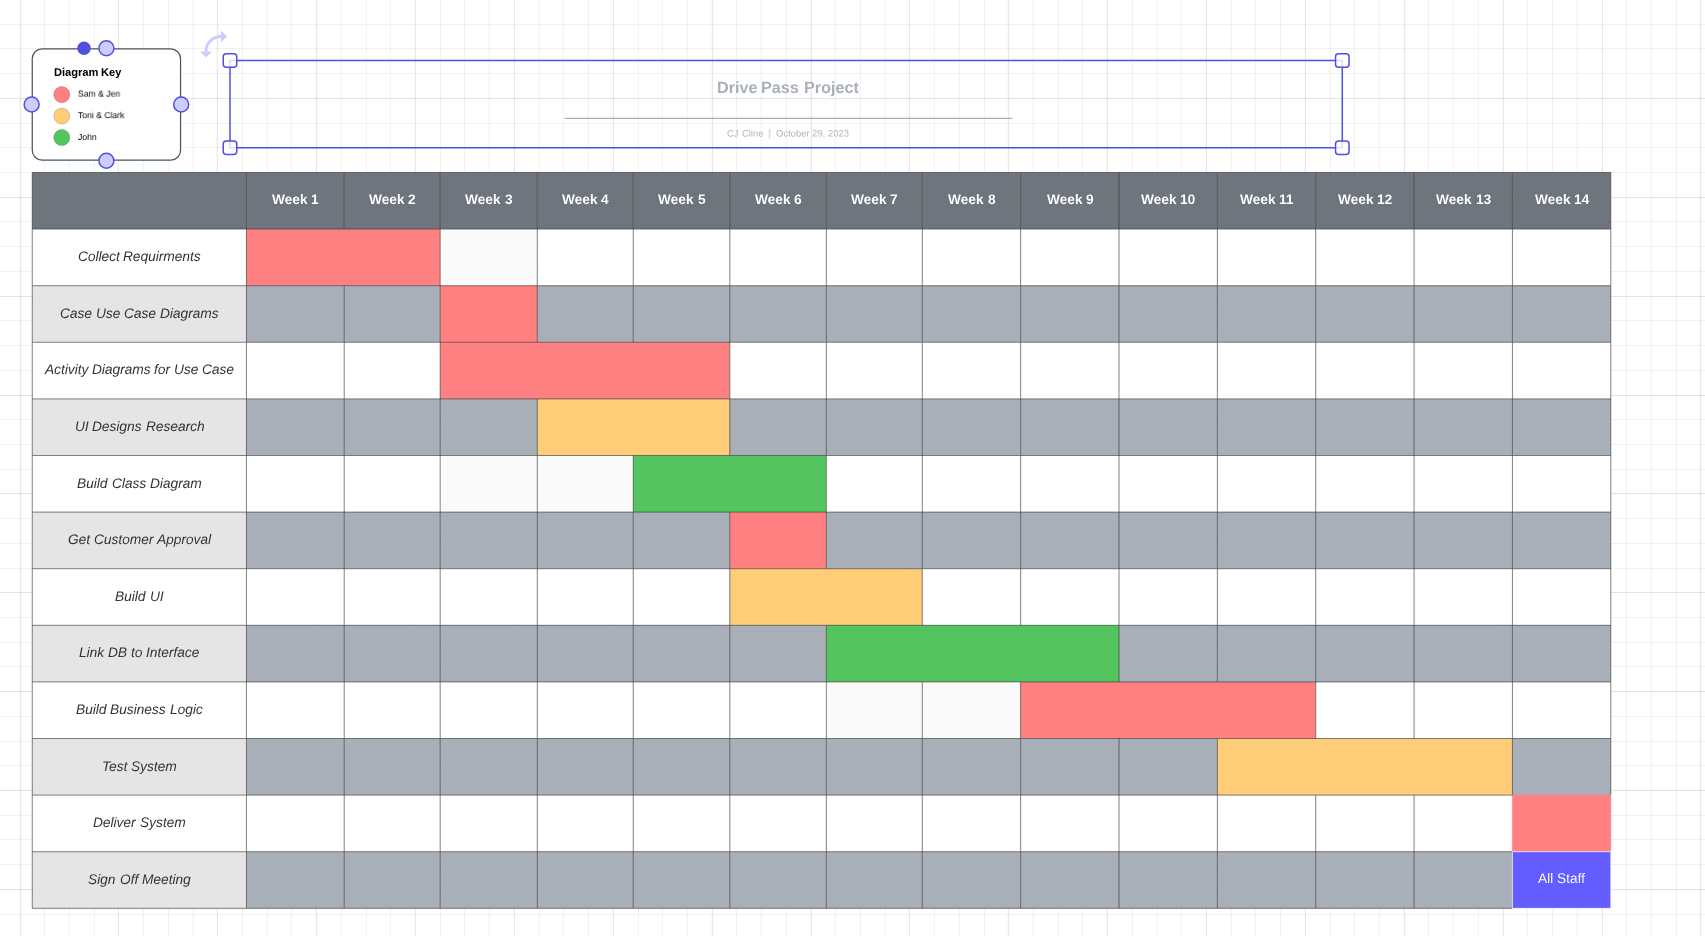 Diagram Key
Sam & Jen
Toni & Clark
John
Drive Pass Project
CJ Cline | October 29, 2023
Week 1 Week 2 Week 3 Week 4 Week 5 Week 6 Week 7 Week 8 Week 9 Week 10 Week 11 Week 12 Week 13 Week 14
Collect Requirments
Case Use Case Diagrams
Activity Diagrams for Use Case
UI Designs Research
Build Class Diagram
Get Customer Approval
Build UI
Link DB to Interface
Build Business Logic
Test System
Deliver System
Sign Off Meeting All Staff